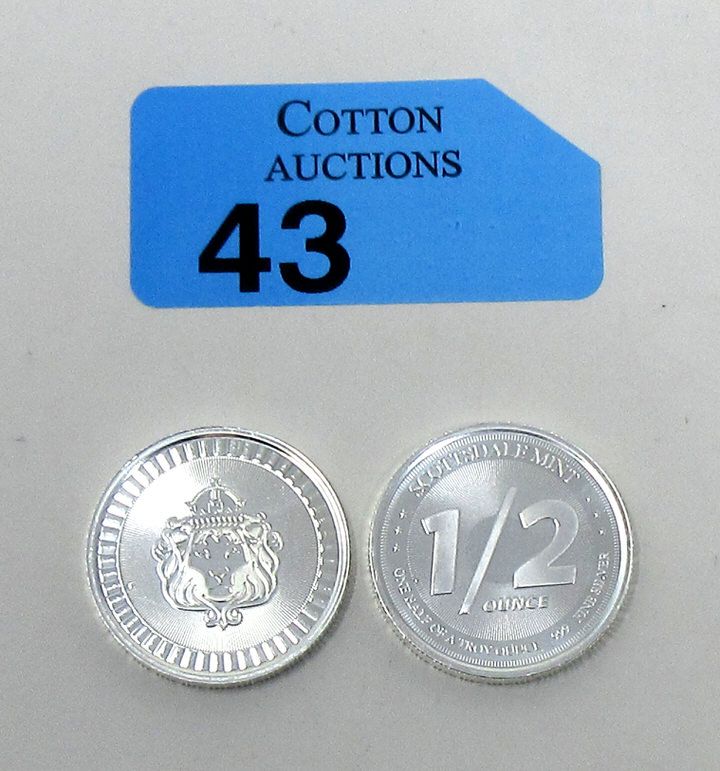 COTTON
AUCTIONS
43
SCOTTSDALE MINT
1/2
OUNCE
ONE HALF OF A TROY OUNCE .999 FINE SILVER